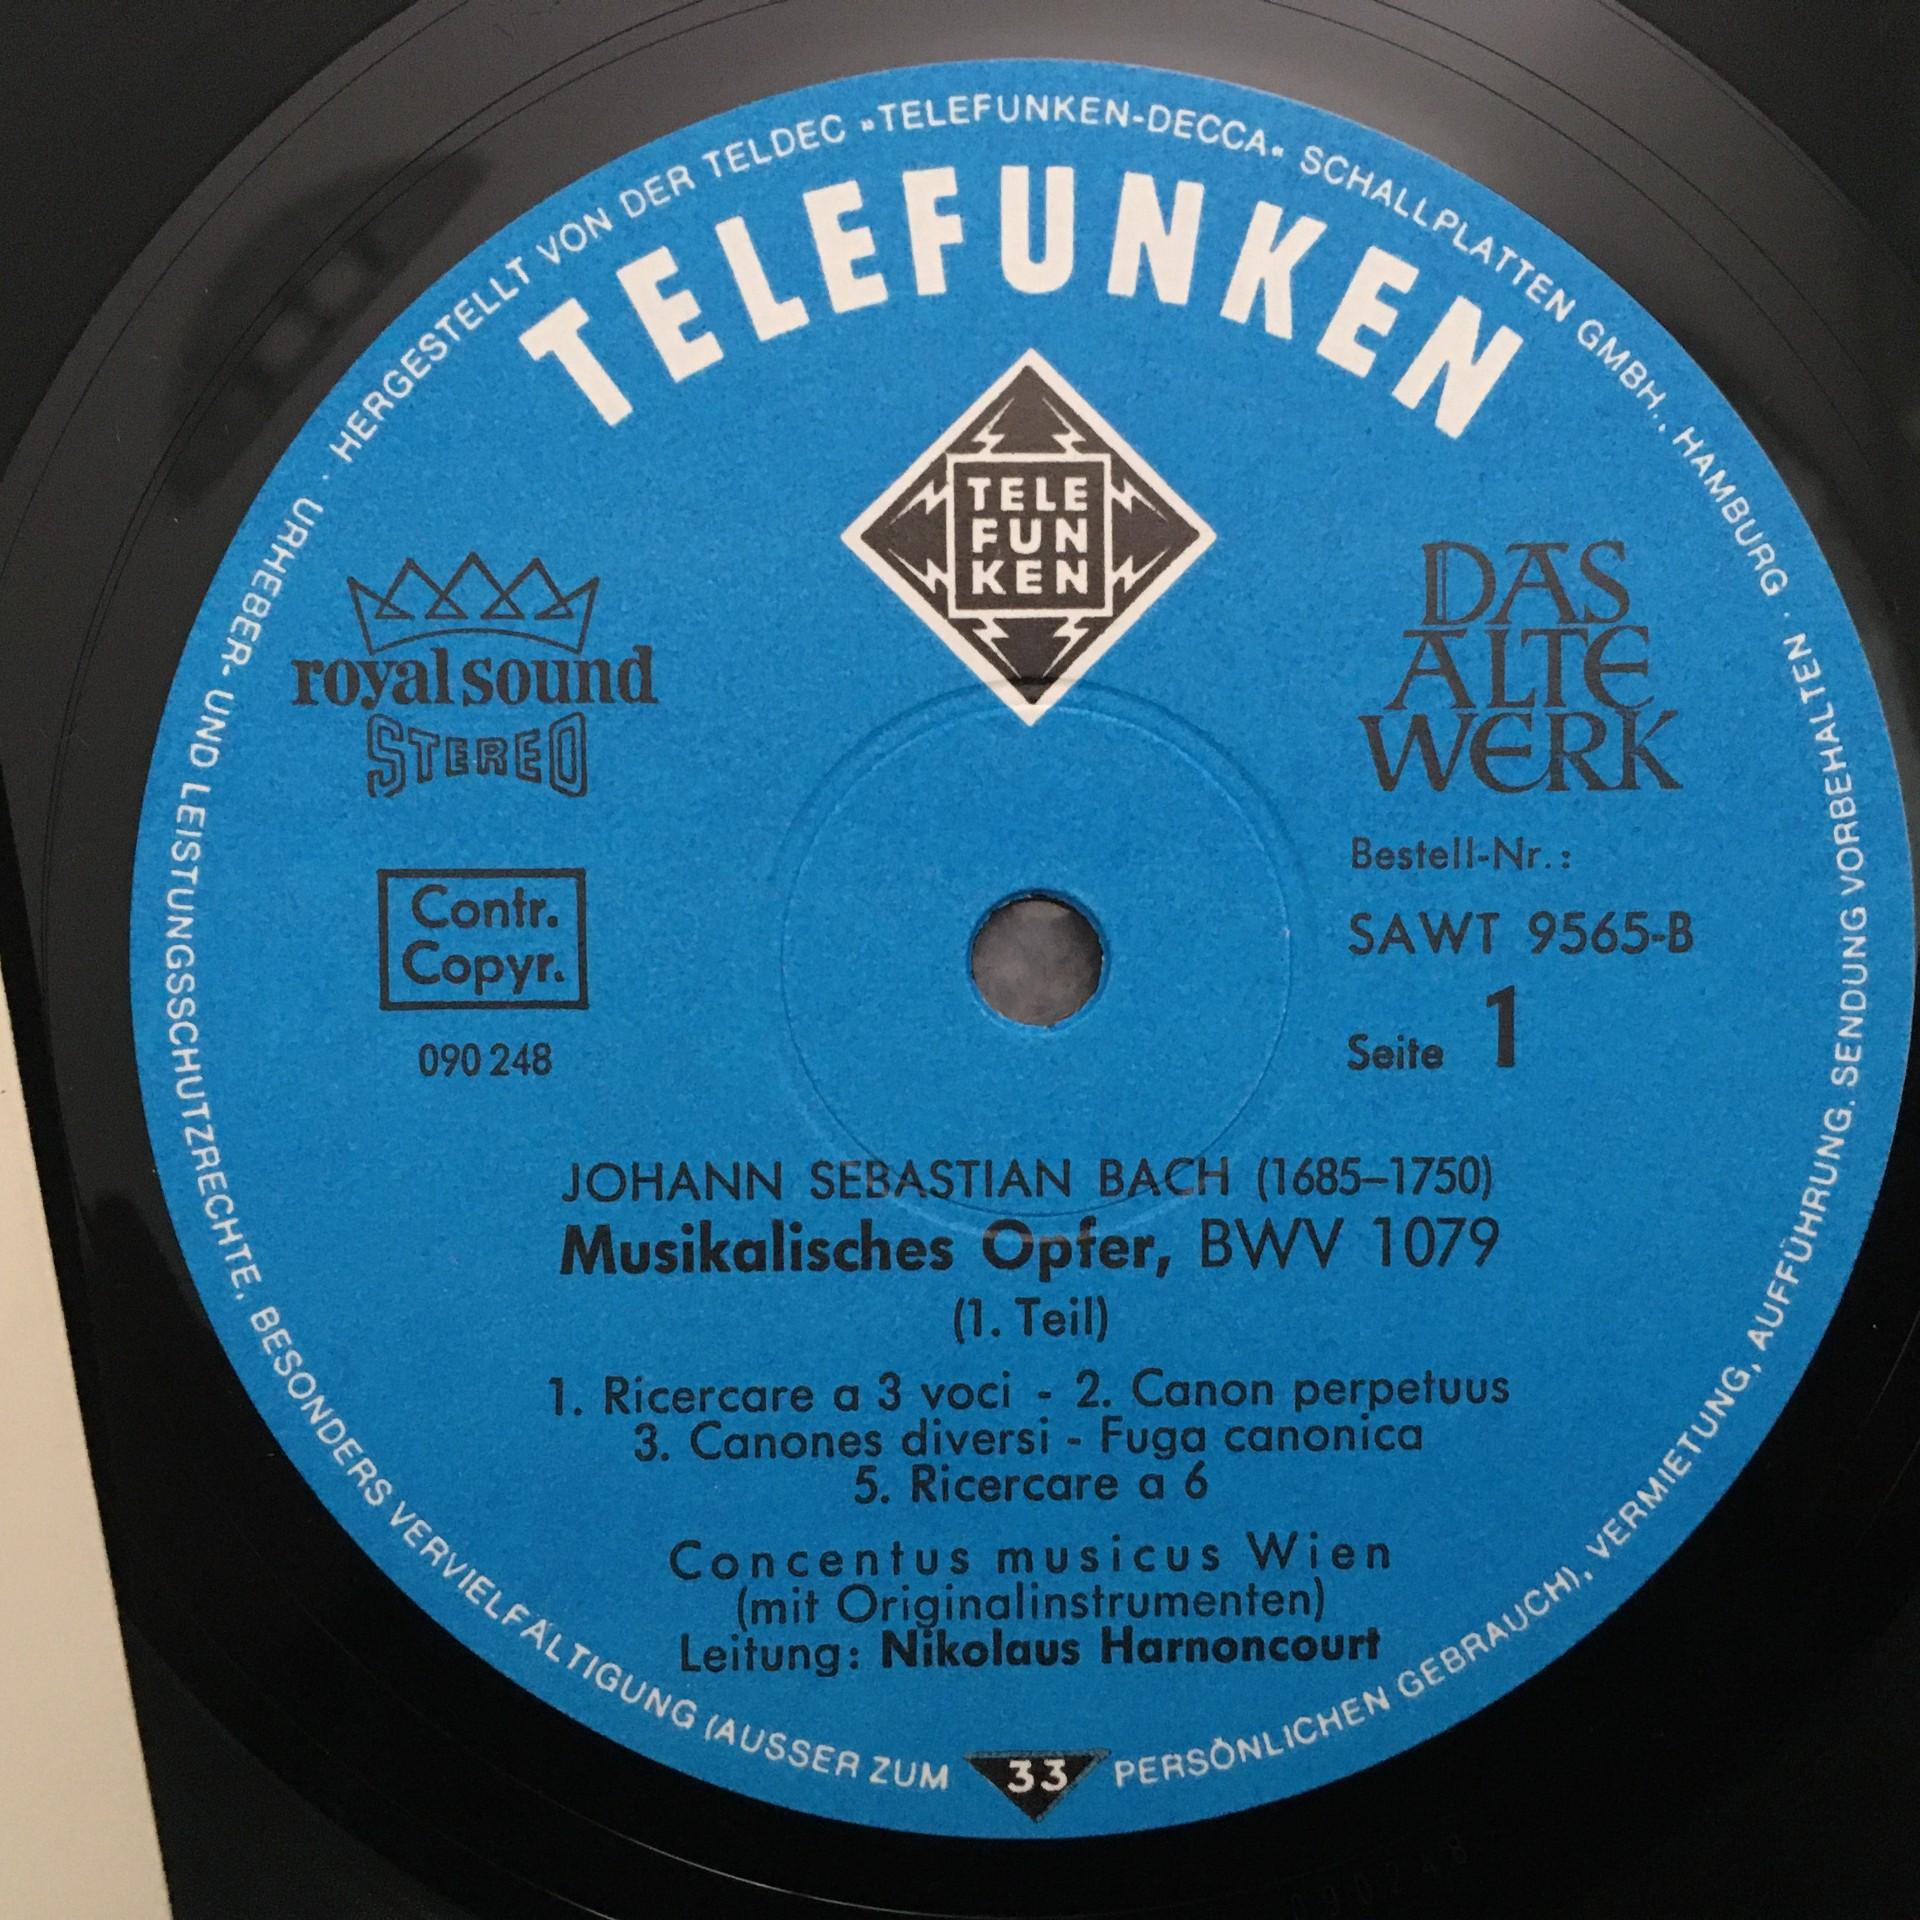 HERGESTELLT VON DER TELDEC »TELEFUNKEN-DECCA« SCHALLPLATTEN GMBH., HAMBURG · URHEBER- UND LEISTUNGSSCHUTZRECHTE, BESONDERS VERVIELFÄLTIGUNG (AUSSER ZUM PERSÖNLICHEN GEBRAUCH), VERMIETUNG, AUFFÜHRUNG, SENDUNG VORBEHALTEN ·
TELEFUNKEN
TELE
FUN
KEN
royal sound
STEREO
DAS
ALTE
WERK
Contr.
Copyr.
090 248
Bestell-Nr.:
SAWT 9565-B
Seite 1
JOHANN SEBASTIAN BACH (1685–1750)
Musikalisches Opfer, BWV 1079
(1. Teil)
1. Ricercare a 3 voci - 2. Canon perpetuus
3. Canones diversi - Fuga canonica
5. Ricercare a 6
Concentus musicus Wien
(mit Originalinstrumenten)
Leitung: Nikolaus Harnoncourt
33